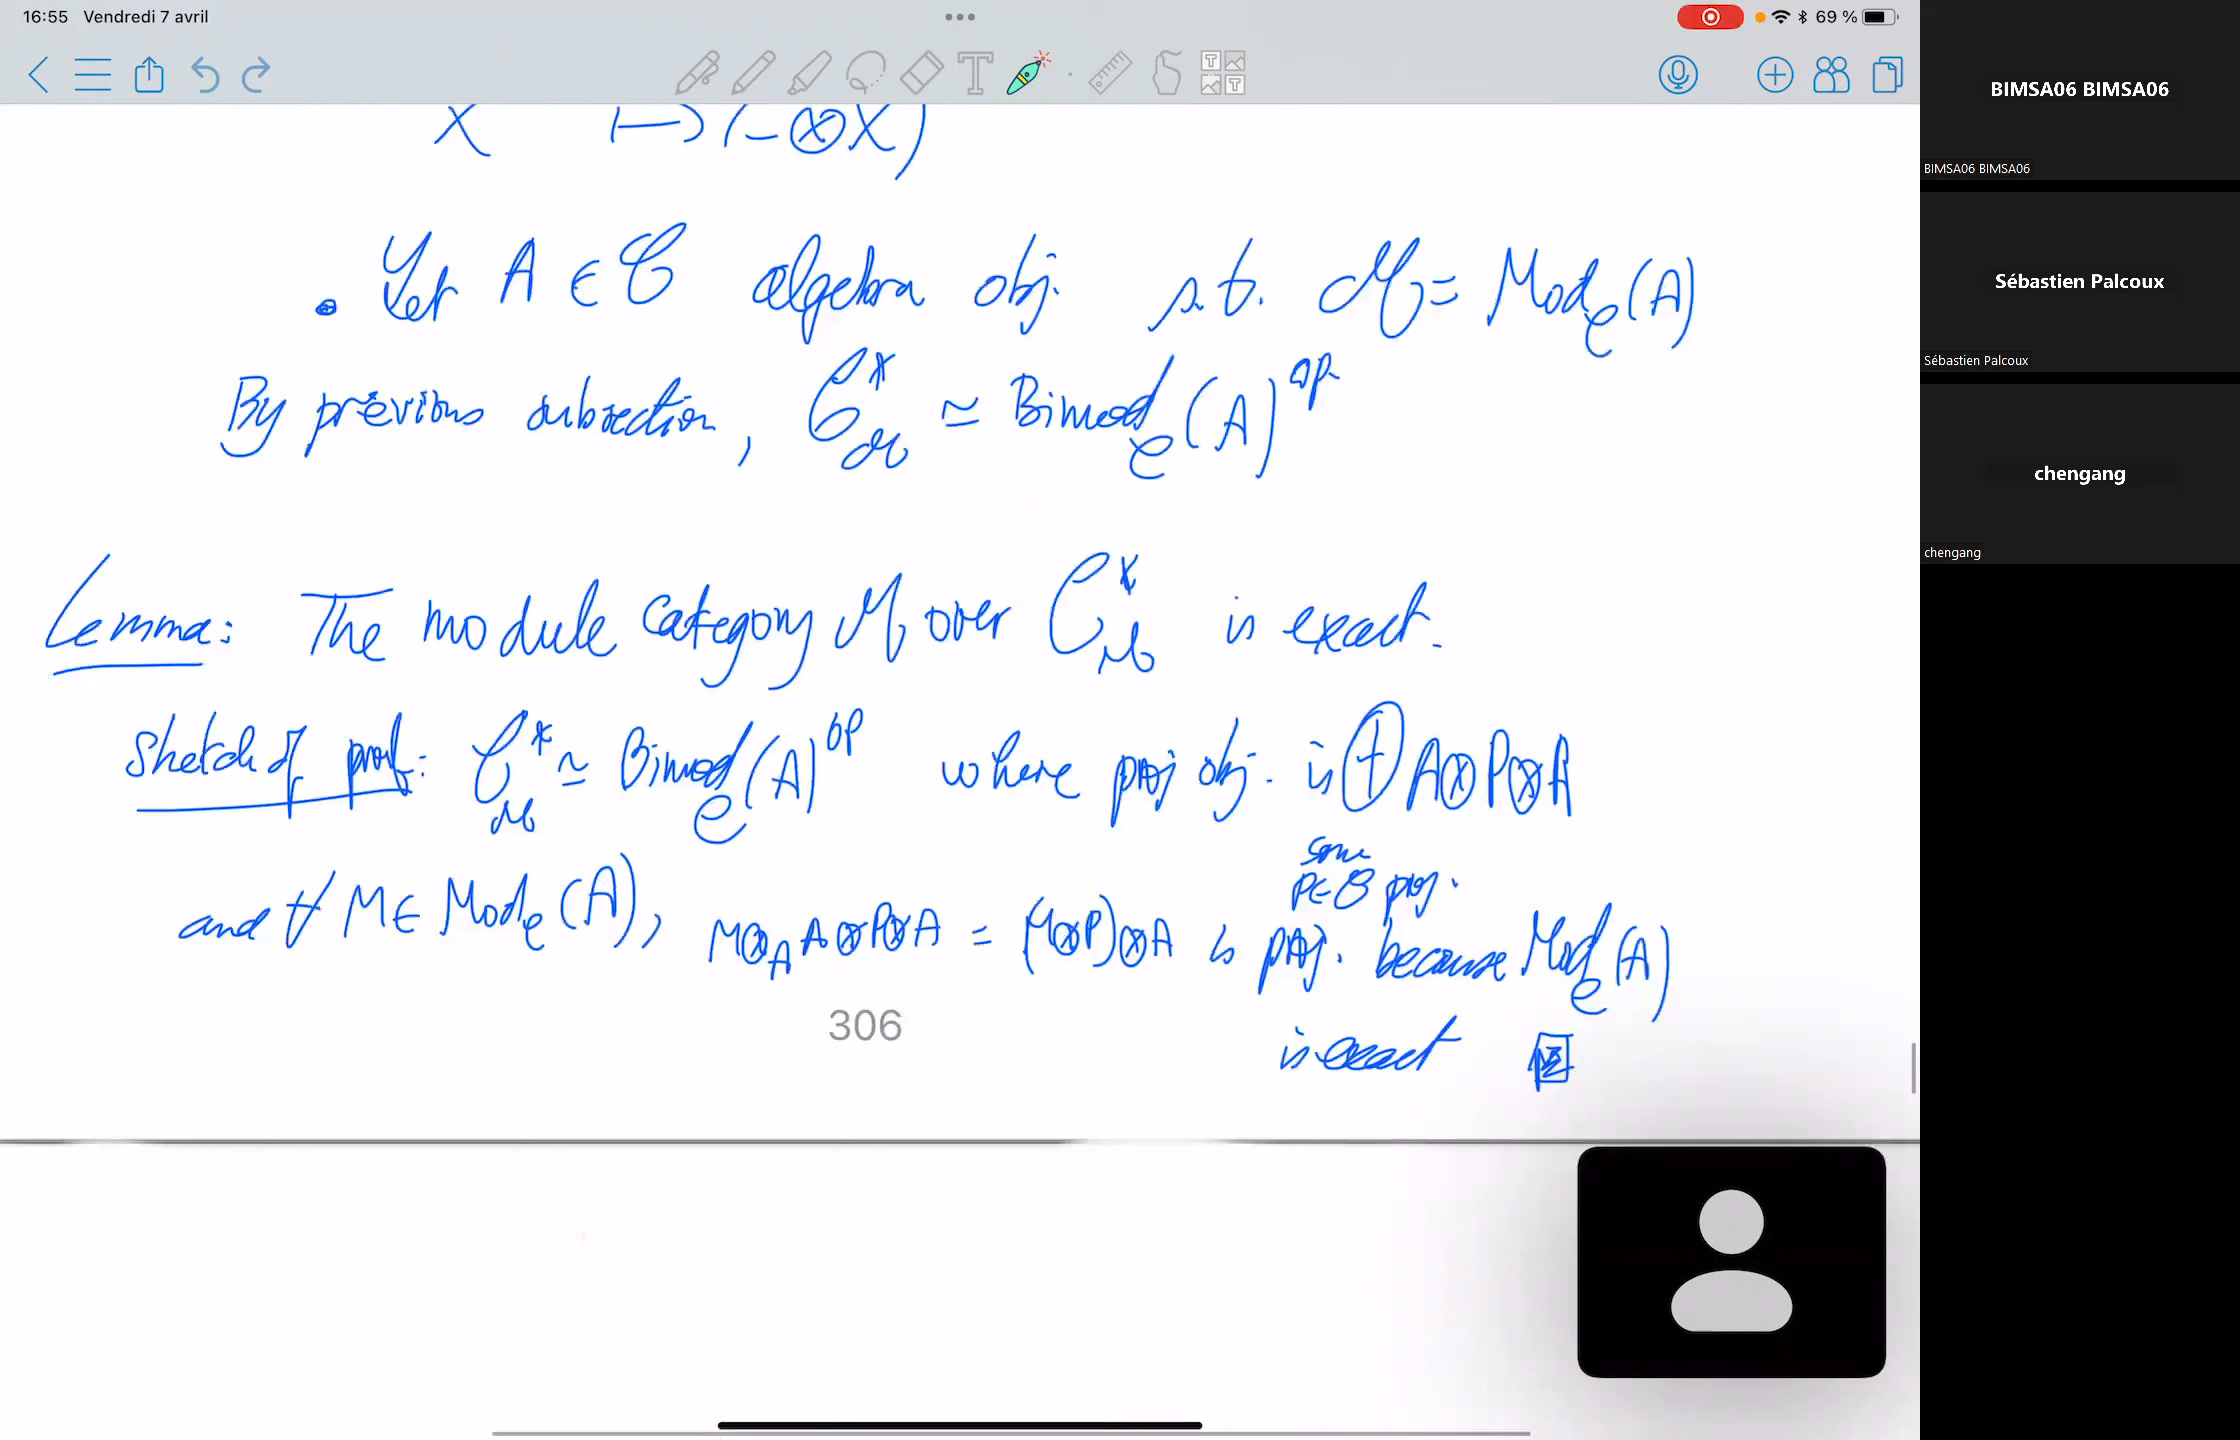 16:55 Vendredi 7 avril
69 %
X ↦ (- ⊗ X)
• Let A ∈ 𝒞 algebra obj. s.t. ℳ = Mod_𝒞(A)
By previous subsection, 𝒞*_ℳ ≃ Bimod_𝒞(A)^op
Lemma: The module category ℳ over 𝒞*_ℳ is exact.
Sketch of proof: 𝒞*_ℳ ≃ Bimod_𝒞(A)^op where proj obj. is ⊕ A⊗P⊗A
some
P∈𝒞 proj.
and ∀ M ∈ Mod_𝒞(A), M⊗_A A⊗P⊗A = (M⊗P)⊗A is proj. because Mod_𝒞(A)
is exact
306
BIMSA06 BIMSA06
BIMSA06 BIMSA06
Sébastien Palcoux
Sébastien Palcoux
chengang
chengang